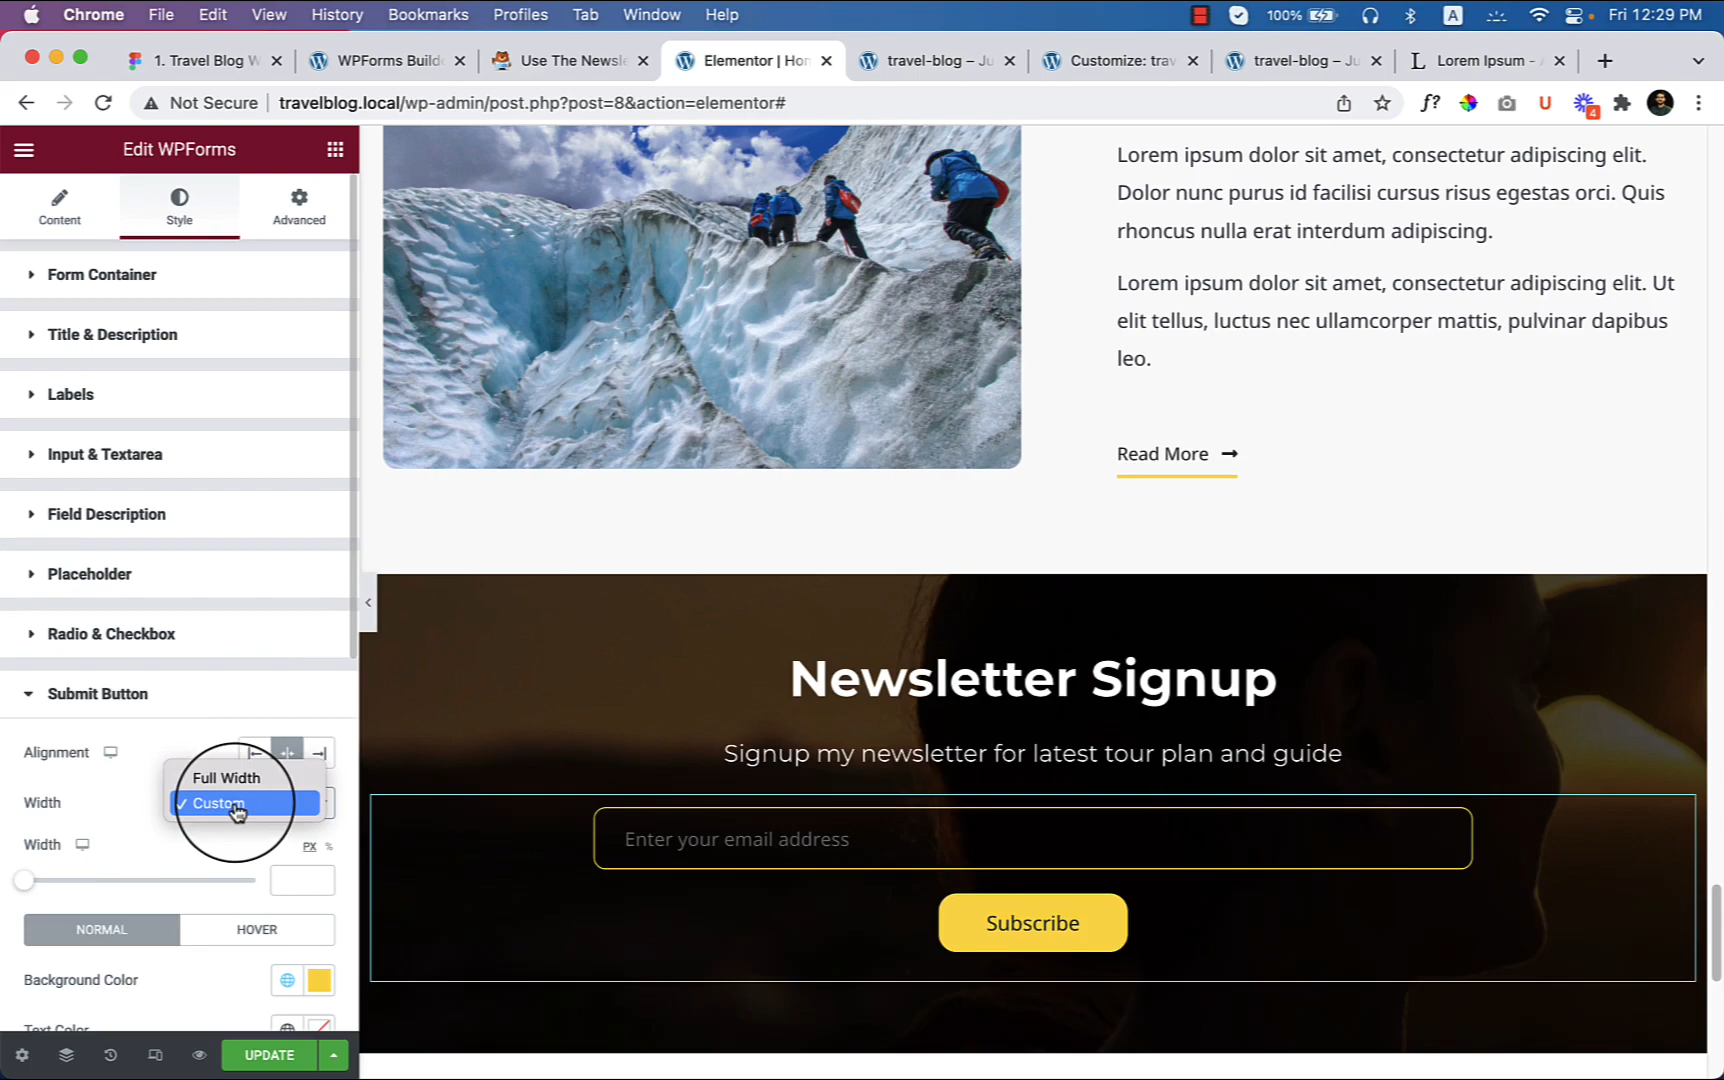 Chrome File Edit View History Bookmarks Profiles Tab Window Help 100% A Fri 12:29 PM
1. Travel Blog W WPForms Builde Use The Newsle Elementor | Hon travel-blog – Ju Customize: trav travel-blog – Ju Lorem Ipsum - A
Not Secure travelblog.local/wp-admin/post.php?post=8&action=elementor# f? U 4
Edit WPForms
Content Style Advanced
Form Container
Title & Description
Labels
Input & Textarea
Field Description
Placeholder
Radio & Checkbox
Submit Button
Alignment
Full Width
Width
Custom
Width PX %
NORMAL HOVER
Background Color
Text Color
UPDATE
Lorem ipsum dolor sit amet, consectetur adipiscing elit.
Dolor nunc purus id facilisi cursus risus egestas orci. Quis
rhoncus nulla erat interdum adipiscing.
Lorem ipsum dolor sit amet, consectetur adipiscing elit. Ut
elit tellus, luctus nec ullamcorper mattis, pulvinar dapibus
leo.
Read More
Newsletter Signup
Signup my newsletter for latest tour plan and guide
Enter your email address
Subscribe